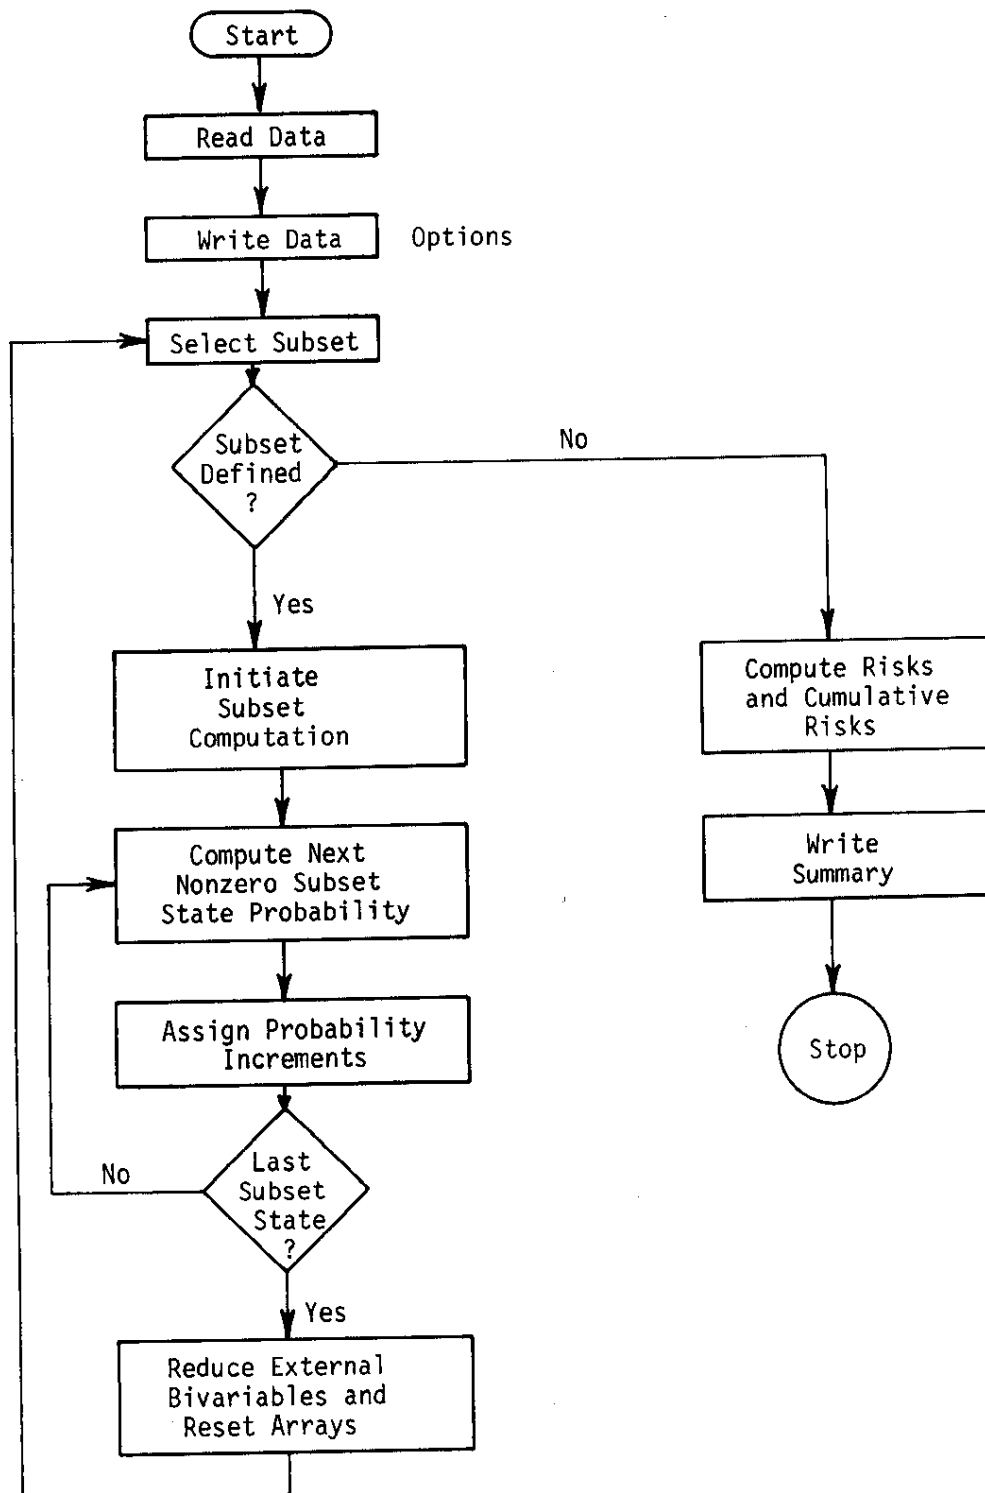 Start
Read Data
Write Data
Options
Select Subset
Subset
Defined
?
No
Yes
Initiate
Subset
Computation
Compute Risks
and Cumulative
Risks
Compute Next
Nonzero Subset
State Probability
Write
Summary
Assign Probability
Increments
Stop
Last
Subset
State
?
No
Yes
Reduce External
Bivariables and
Reset Arrays